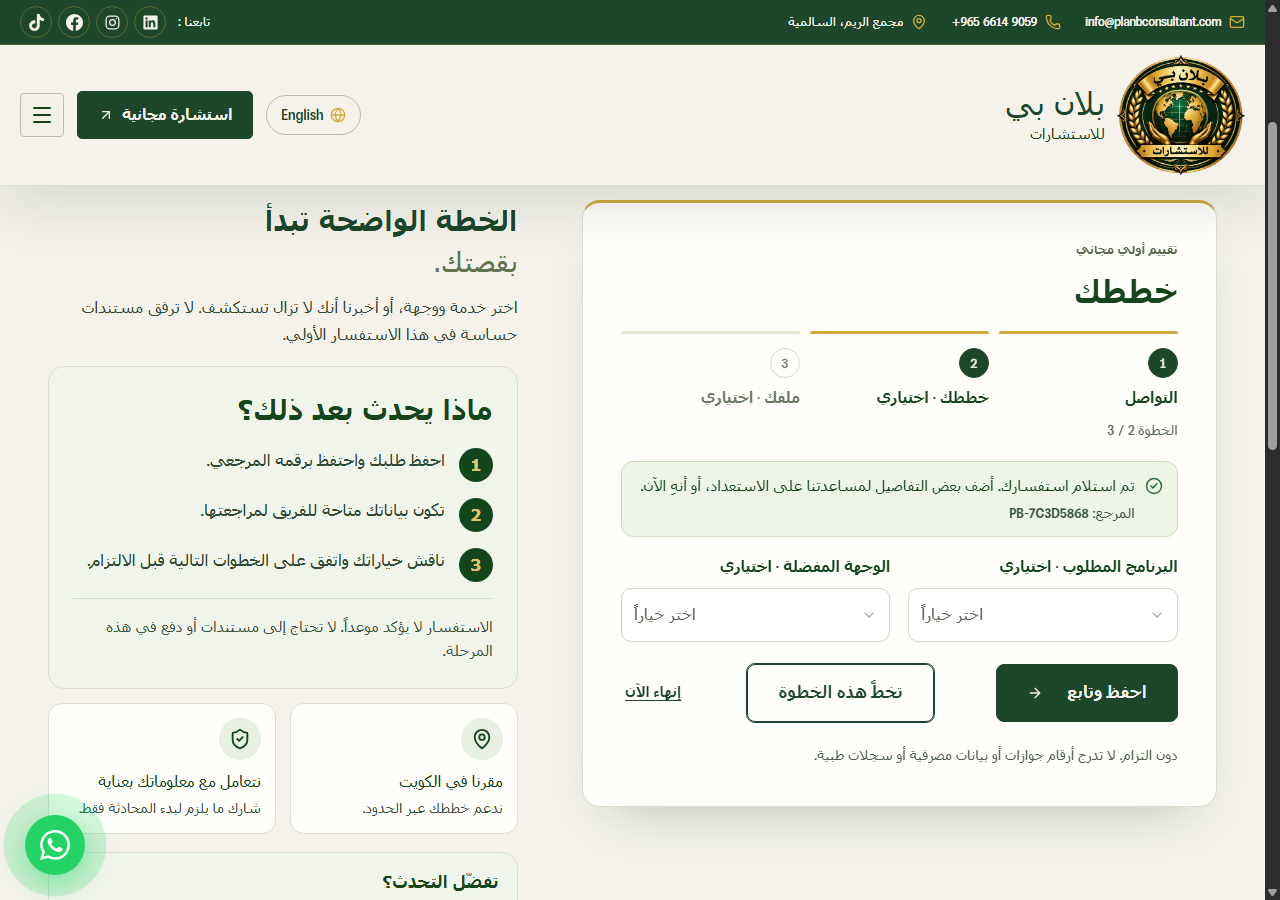 info@planbconsultant.com
+965 6614 9059
مجمع الريم، السالمية
تابعنا :
بلان بي
للاستشارات
بلان بي
للاستشارات
English
استشارة مجانية
تقييم أولي مجاني
خططك
1
2
3
التواصل
خططك · اختياري
ملفك · اختياري
الخطوة 2 / 3
تم استلام استفسارك. أضف بعض التفاصيل لمساعدتنا على الاستعداد، أو أنهِ الآن.
المرجع: PB-7C3D5868
البرنامج المطلوب · اختياري
الوجهة المفضلة · اختياري
اختر خياراً
اختر خياراً
احفظ وتابع
تخطَّ هذه الخطوة
إنهاء الآن
دون التزام. لا تدرج أرقام جوازات أو بيانات مصرفية أو سجلات طبية.
الخطة الواضحة تبدأ
بقصتك.
اختر خدمة ووجهة، أو أخبرنا أنك لا تزال تستكشف. لا ترفق مستندات
حساسة في هذا الاستفسار الأولي.
ماذا يحدث بعد ذلك؟
1 احفظ طلبك واحتفظ برقمه المرجعي.
2 تكون بياناتك متاحة للفريق لمراجعتها.
3 ناقش خياراتك واتفق على الخطوات التالية قبل الالتزام.
الاستفسار لا يؤكد موعداً. لا تحتاج إلى مستندات أو دفع في هذه
المرحلة.
مقرنا في الكويت
ندعم خططك عبر الحدود.
نتعامل مع معلوماتك بعناية
شارك ما يلزم لبدء المحادثة فقط.
تفضّل التحدث؟